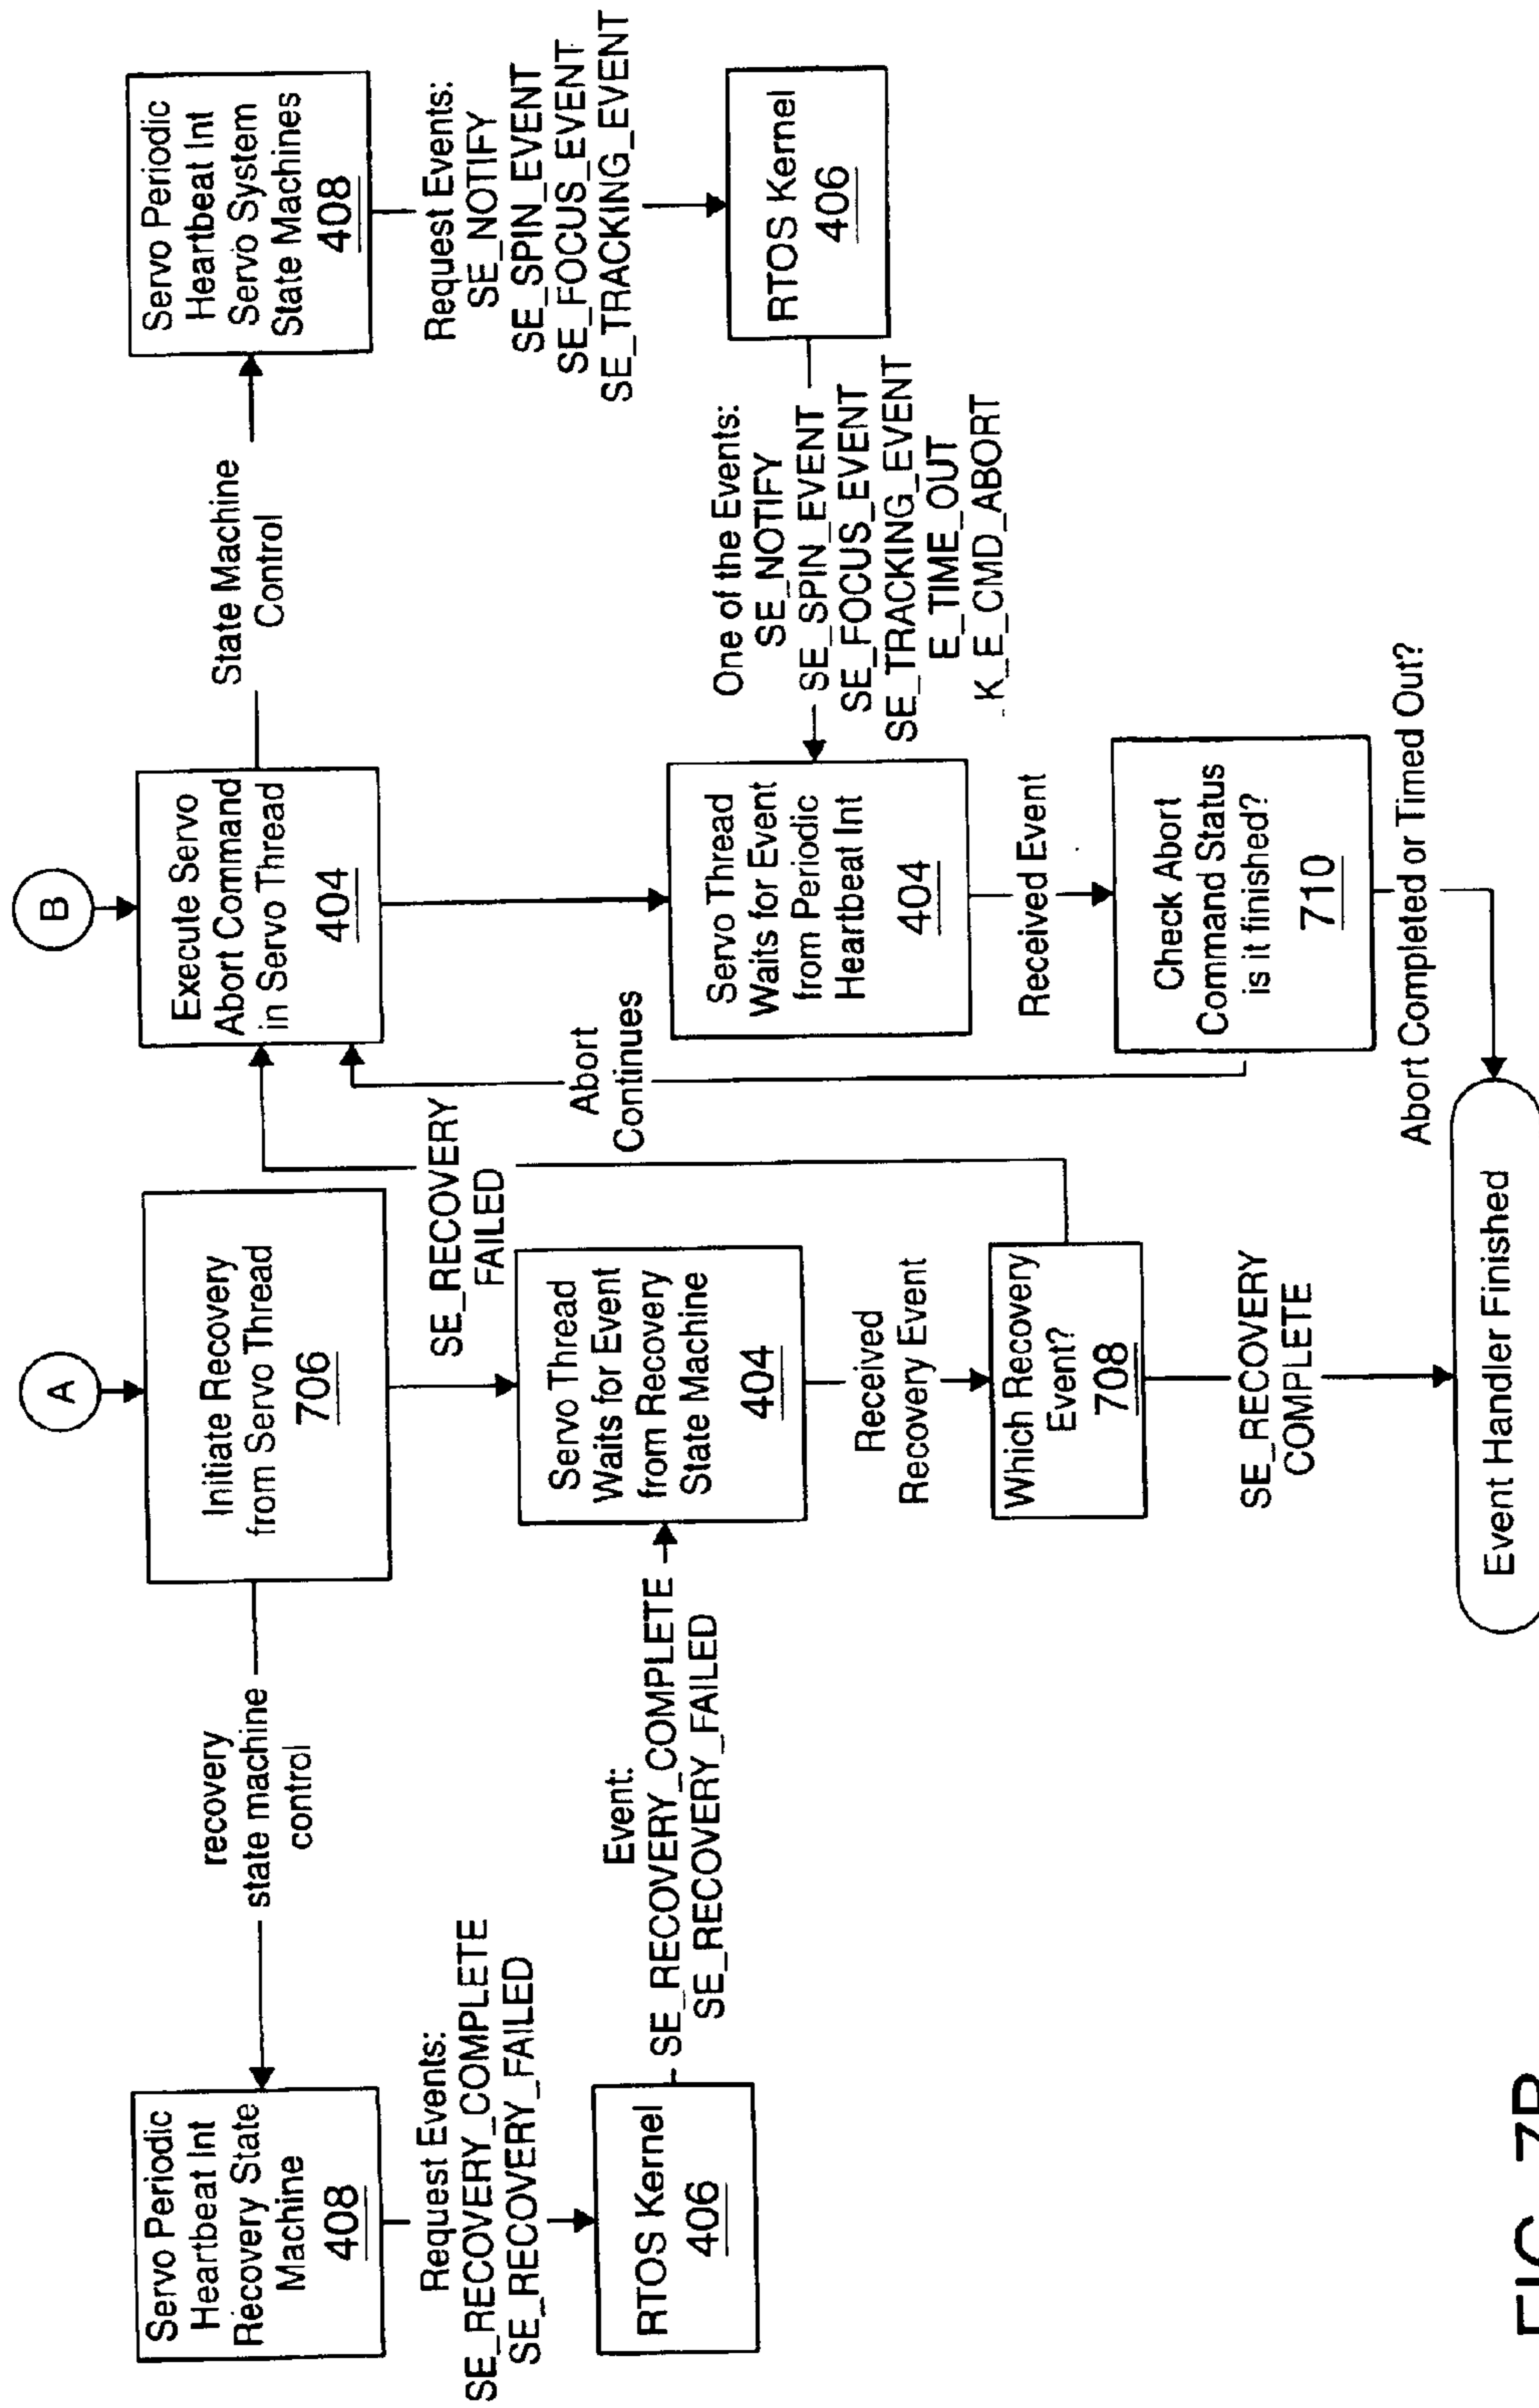 A
Initiate Recovery
from Servo Thread
706
recovery
state machine
control
Servo Periodic
Heartbeat Int
Recovery State
Machine
408
Request Events:
SE_RECOVERY_COMPLETE
SE_RECOVERY_FAILED
RTOS Kernel
406
Event:
SE_RECOVERY_COMPLETE
SE_RECOVERY_FAILED
Servo Thread
Waits for Event
from Recovery
State Machine
404
Received
Recovery Event
Which Recovery
Event?
708
SE_RECOVERY
FAILED
SE_RECOVERY
COMPLETE
B
Execute Servo
Abort Command
in Servo Thread
404
State Machine
Control
Servo Periodic
Heartbeat Int
Servo System
State Machines
408
Request Events:
SE_NOTIFY
SE_SPIN_EVENT
SE_FOCUS_EVENT
SE_TRACKING_EVENT
RTOS Kernel
406
One of the Events:
SE_NOTIFY
SE_SPIN_EVENT
SE_FOCUS_EVENT
SE_TRACKING_EVENT
E_TIME_OUT
K_E_CMD_ABORT
Servo Thread
Waits for Event
from Periodic
Heartbeat Int
404
Received Event
Check Abort
Command Status
is it finished?
710
Abort
Continues
Abort Completed or Timed Out?
Event Handler Finished
FIG. 7B